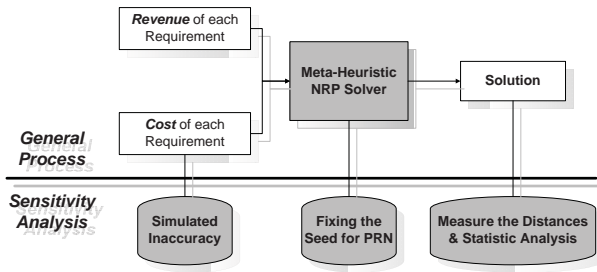 Revenue of each
Requirement
Meta-Heuristic
NRP Solver
Solution
Cost of each
Requirement
General
Process
Sensitivity
Analysis
Simulated
Inaccuracy
Fixing the
Seed for PRN
Measure the Distances
& Statistic Analysis